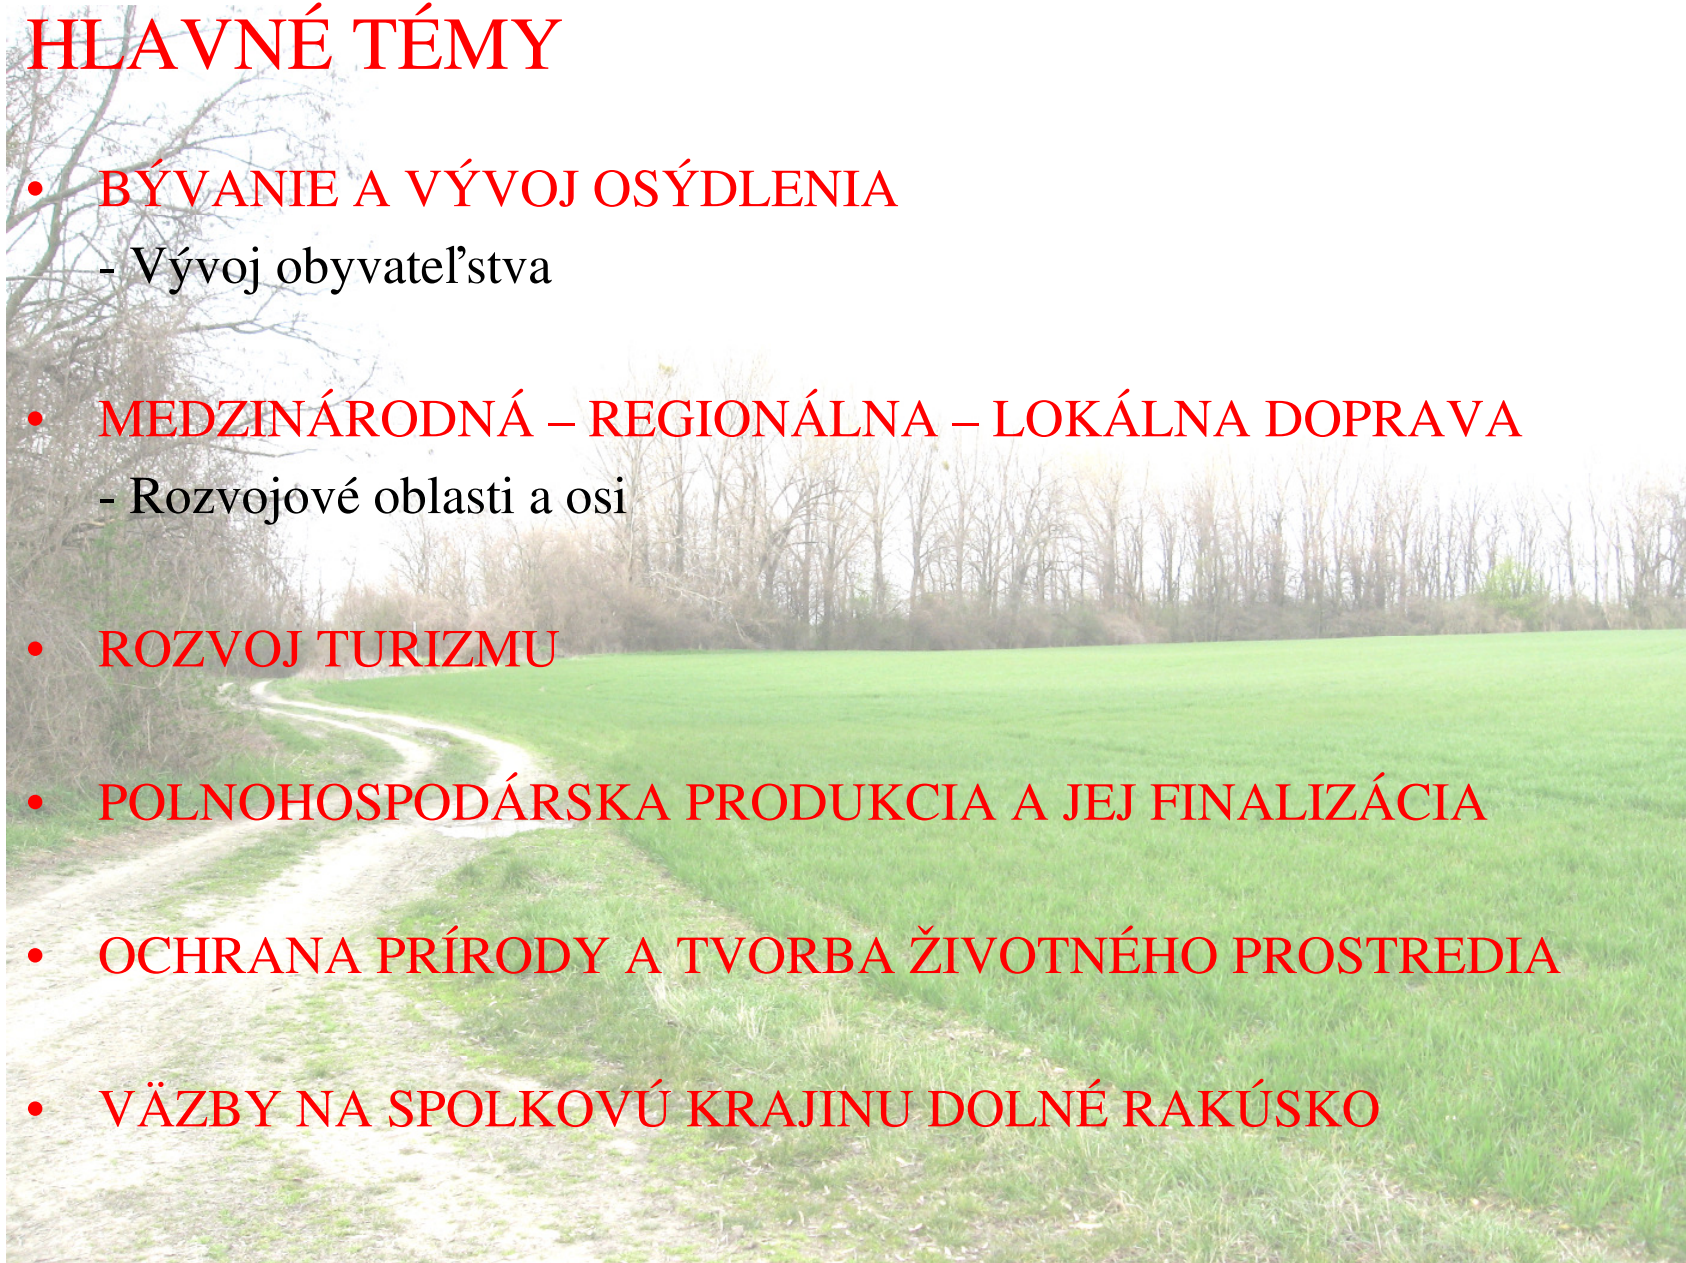 HLAVNÉ TÉMY
• BÝVANIE A VÝVOJ OSÝDLENIA
- Vývoj obyvateľstva
• MEDZINÁRODNÁ – REGIONÁLNA – LOKÁLNA DOPRAVA
- Rozvojové oblasti a osi
• ROZVOJ TURIZMU
• POLNOHOSPODÁRSKA PRODUKCIA A JEJ FINALIZÁCIA
• OCHRANA PRÍRODY A TVORBA ŽIVOTNÉHO PROSTREDIA
• VÄZBY NA SPOLKOVÚ KRAJINU DOLNÉ RAKÚSKO